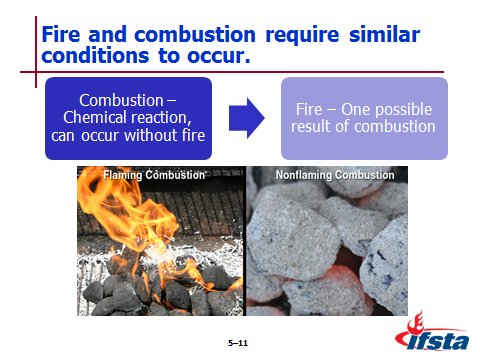 Fire and combustion require similar
conditions to occur.
Combustion –
Chemical reaction,
can occur without fire
Fire – One possible
result of combustion
Flaming Combustion
Nonflaming Combustion
5–11
ifsta